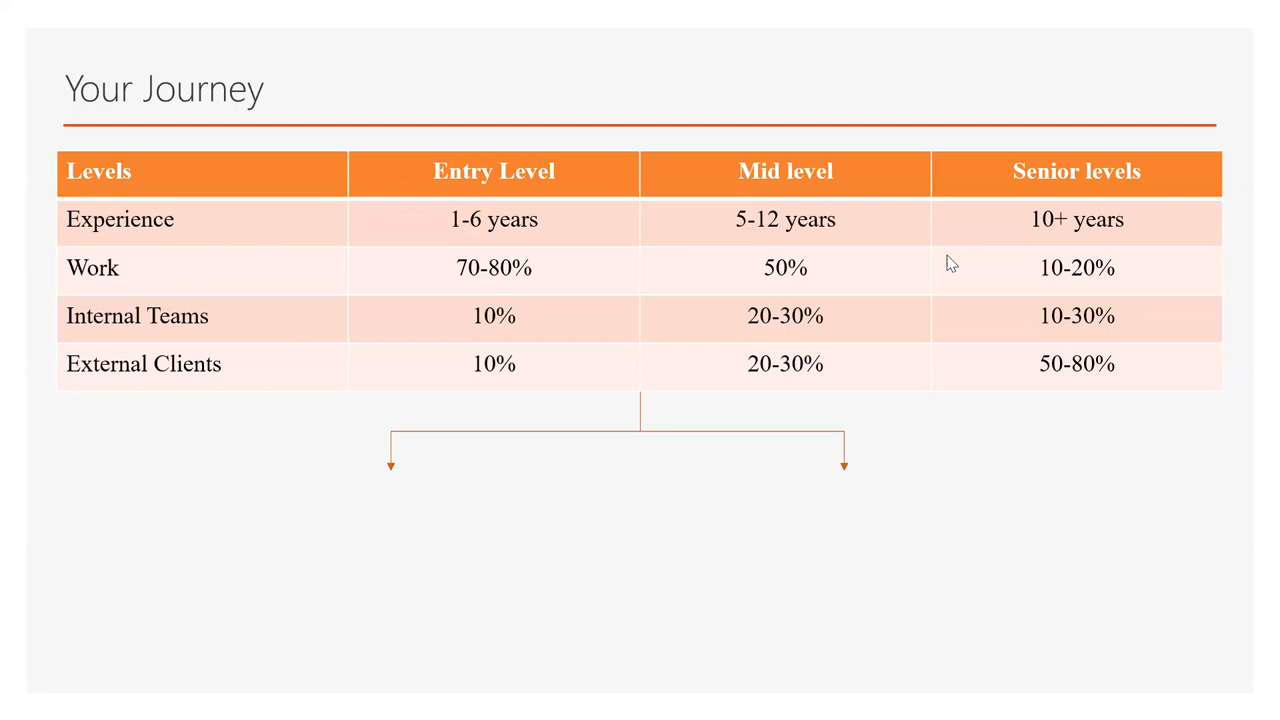 Your Journey
Levels Entry Level Mid level Senior levels
Experience 1-6 years 5-12 years 10+ years
Work 70-80% 50% 10-20%
Internal Teams 10% 20-30% 10-30%
External Clients 10% 20-30% 50-80%